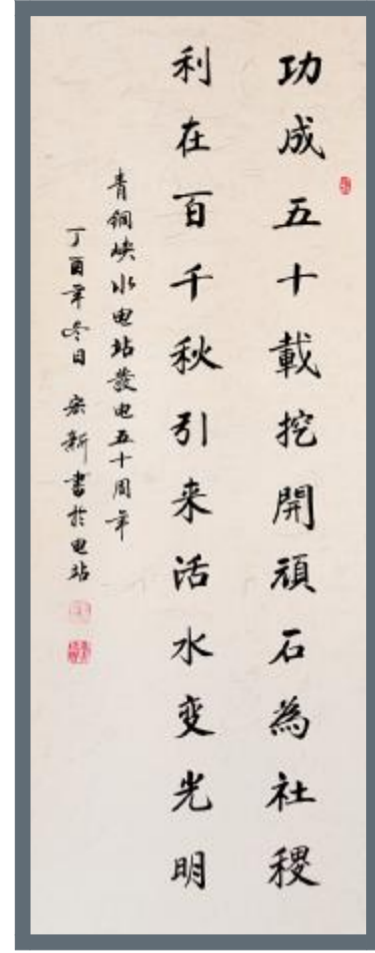 功成五十載挖開頑石為社稷
利在百千秋引来活水变光明
青铜峡水电站發电五十周年
丁酉年冬日 宏新書於电站